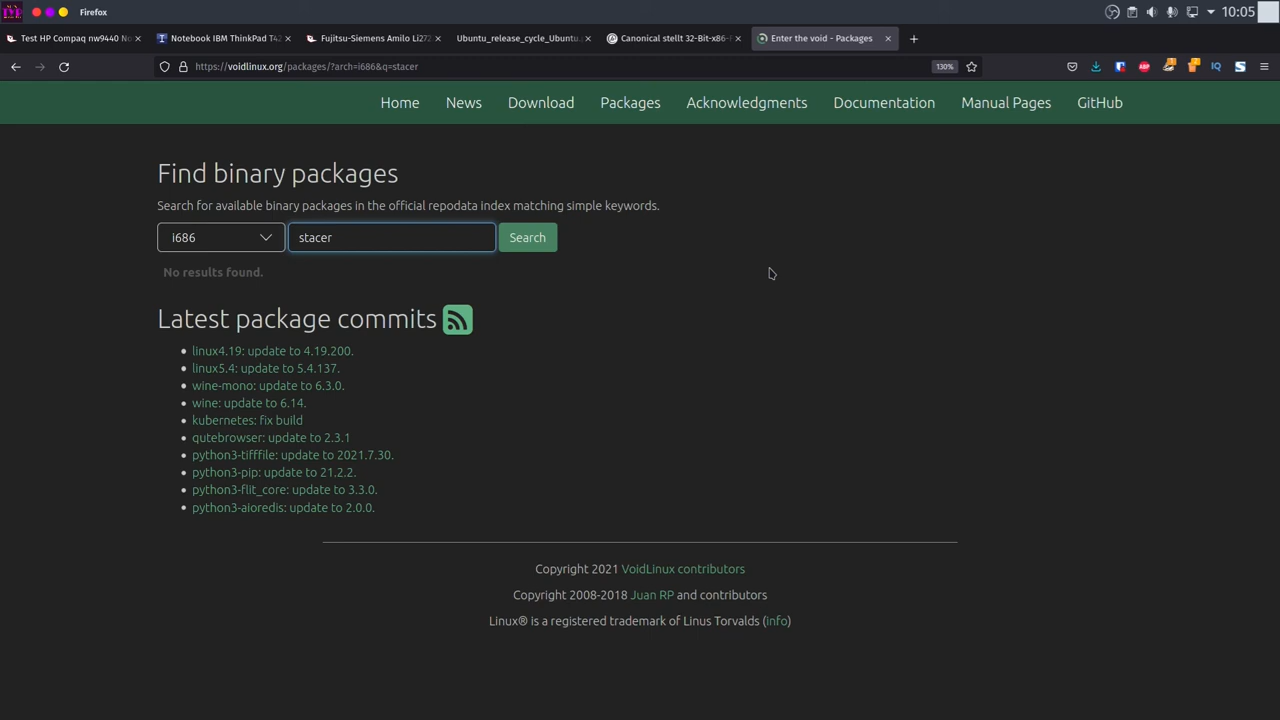 Firefox
10:05
Test HP Compaq nw9440 No
Notebook IBM ThinkPad T42
Fujitsu-Siemens Amilo Li272
Ubuntu_release_cycle_Ubuntu.
Canonical stellt 32-Bit-x86-
Enter the void - Packages
https://voidlinux.org/packages/?arch=i686&q=stacer
130%
ABP
IQ
S
Home
News
Download
Packages
Acknowledgments
Documentation
Manual Pages
GitHub
Find binary packages
Search for available binary packages in the official repodata index matching simple keywords.
i686
stacer
Search
No results found.
Latest package commits
linux4.19: update to 4.19.200.
linux5.4: update to 5.4.137.
wine-mono: update to 6.3.0.
wine: update to 6.14.
kubernetes: fix build
qutebrowser: update to 2.3.1
python3-tifffile: update to 2021.7.30.
python3-pip: update to 21.2.2.
python3-flit_core: update to 3.3.0.
python3-aioredis: update to 2.0.0.
Copyright 2021 VoidLinux contributors
Copyright 2008-2018 Juan RP and contributors
Linux® is a registered trademark of Linus Torvalds (info)